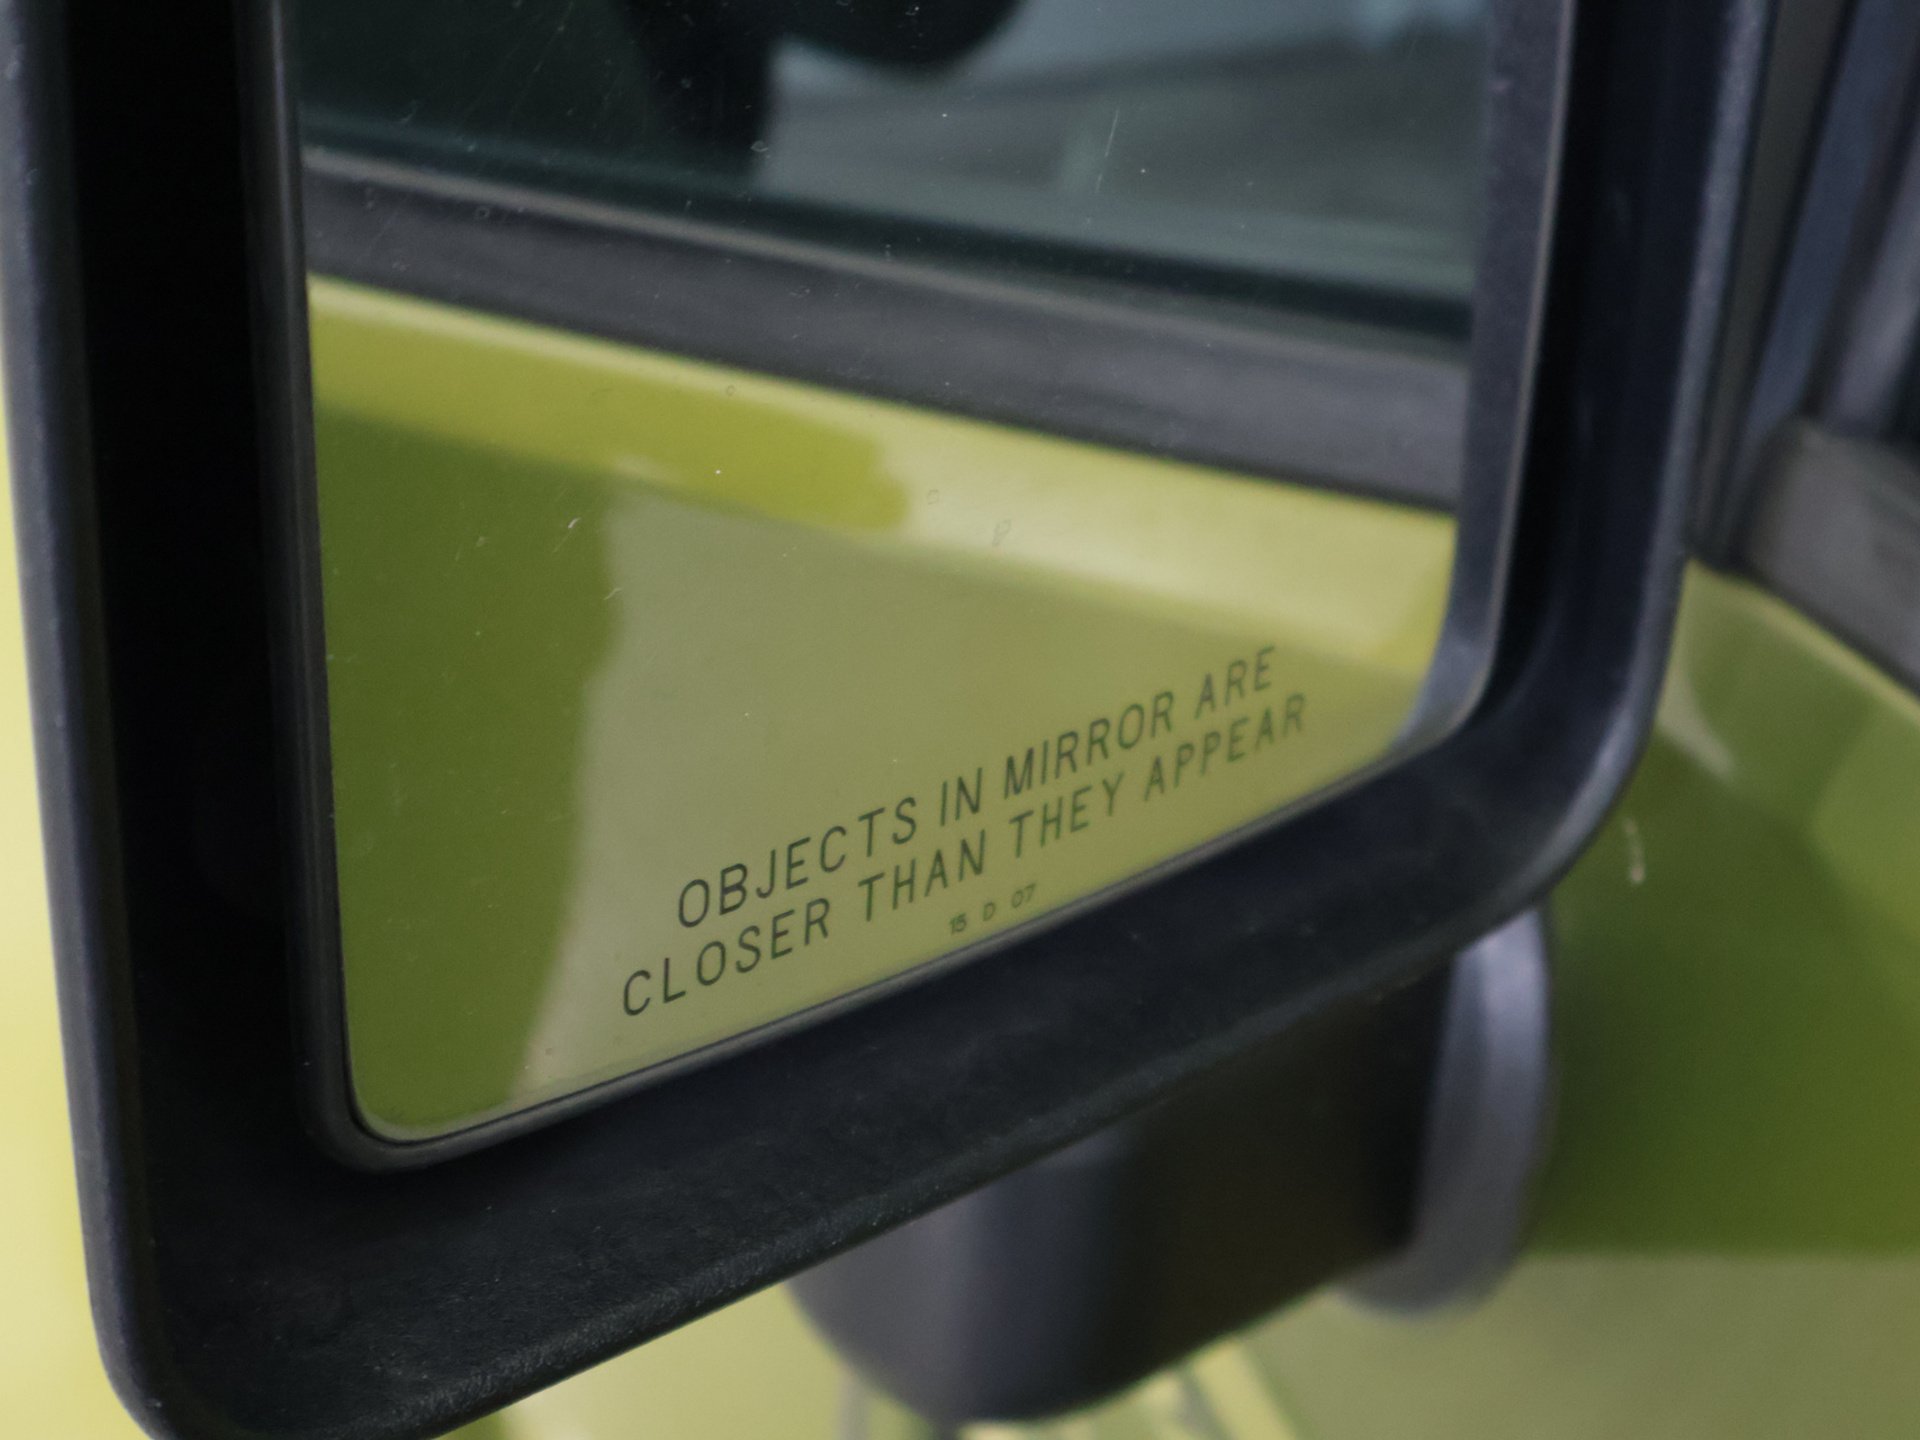 OBJECTS IN MIRROR ARE
CLOSER THAN THEY APPEAR
15 D 07